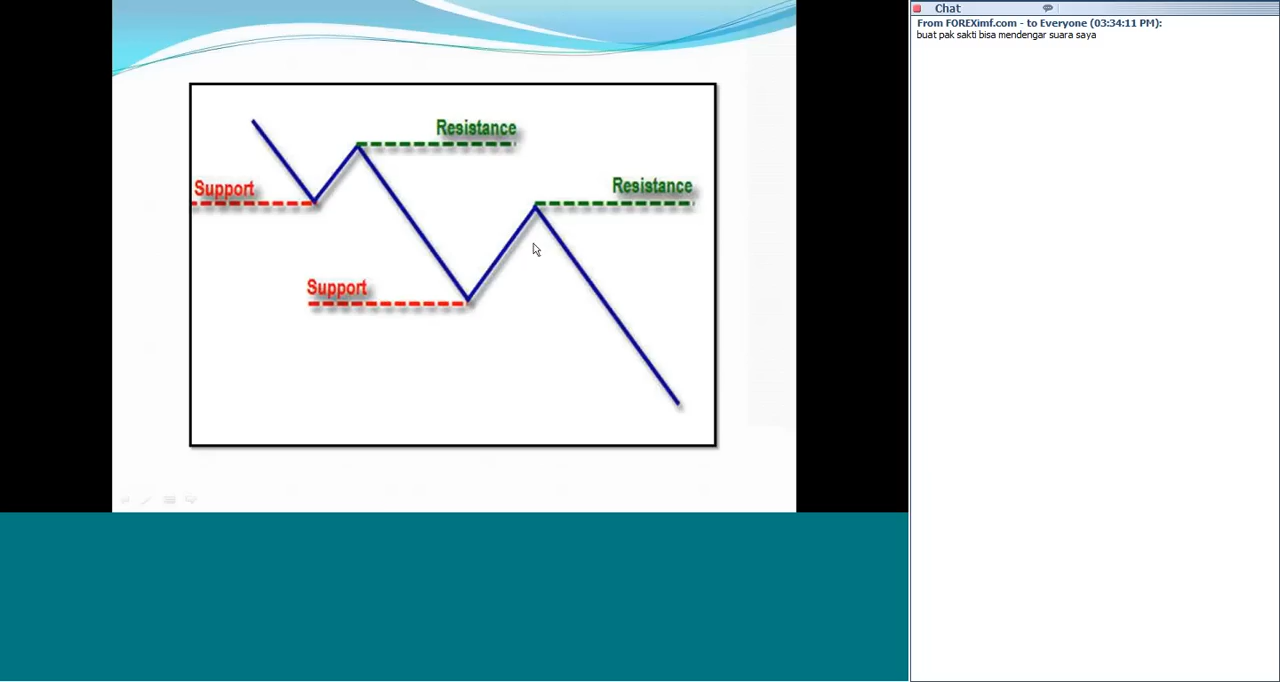 Resistance
Resistance
Support
Support
Chat
From FOREXimf.com - to Everyone (03:34:11 PM):
buat pak sakti bisa mendengar suara saya